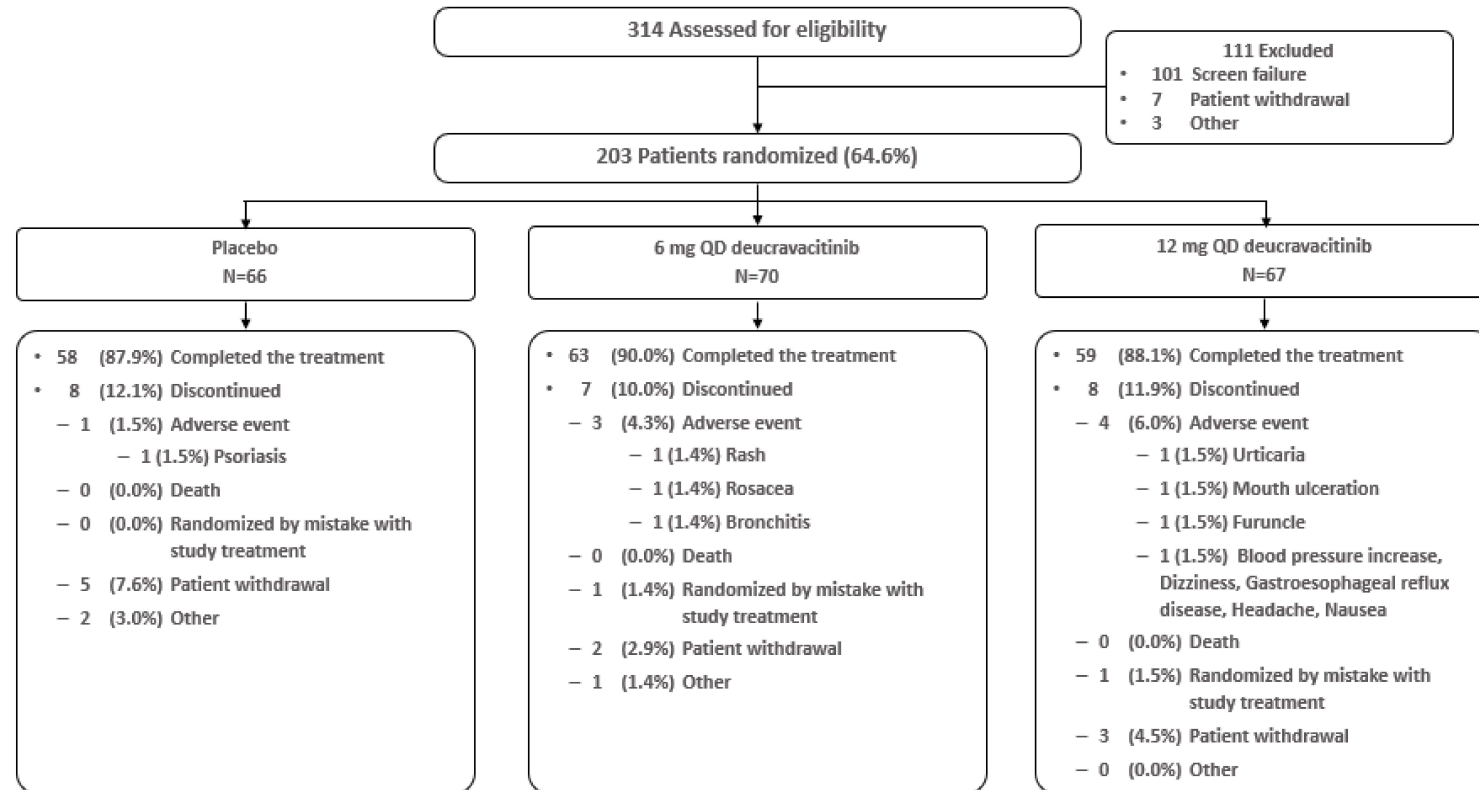 314 Assessed for eligibility
111 Excluded
• 101 Screen failure
• 7 Patient withdrawal
• 3 Other
203 Patients randomized (64.6%)
Placebo
N=66
6 mg QD deucravacitinib
N=70
12 mg QD deucravacitinib
N=67
• 58 (87.9%) Completed the treatment
• 8 (12.1%) Discontinued
– 1 (1.5%) Adverse event
– 1 (1.5%) Psoriasis
– 0 (0.0%) Death
– 0 (0.0%) Randomized by mistake with
study treatment
– 5 (7.6%) Patient withdrawal
– 2 (3.0%) Other
• 63 (90.0%) Completed the treatment
• 7 (10.0%) Discontinued
– 3 (4.3%) Adverse event
– 1 (1.4%) Rash
– 1 (1.4%) Rosacea
– 1 (1.4%) Bronchitis
– 0 (0.0%) Death
– 1 (1.4%) Randomized by mistake with
study treatment
– 2 (2.9%) Patient withdrawal
– 1 (1.4%) Other
• 59 (88.1%) Completed the treatment
• 8 (11.9%) Discontinued
– 4 (6.0%) Adverse event
– 1 (1.5%) Urticaria
– 1 (1.5%) Mouth ulceration
– 1 (1.5%) Furuncle
– 1 (1.5%) Blood pressure increase,
Dizziness, Gastroesophageal reflux
disease, Headache, Nausea
– 0 (0.0%) Death
– 1 (1.5%) Randomized by mistake with
study treatment
– 3 (4.5%) Patient withdrawal
– 0 (0.0%) Other